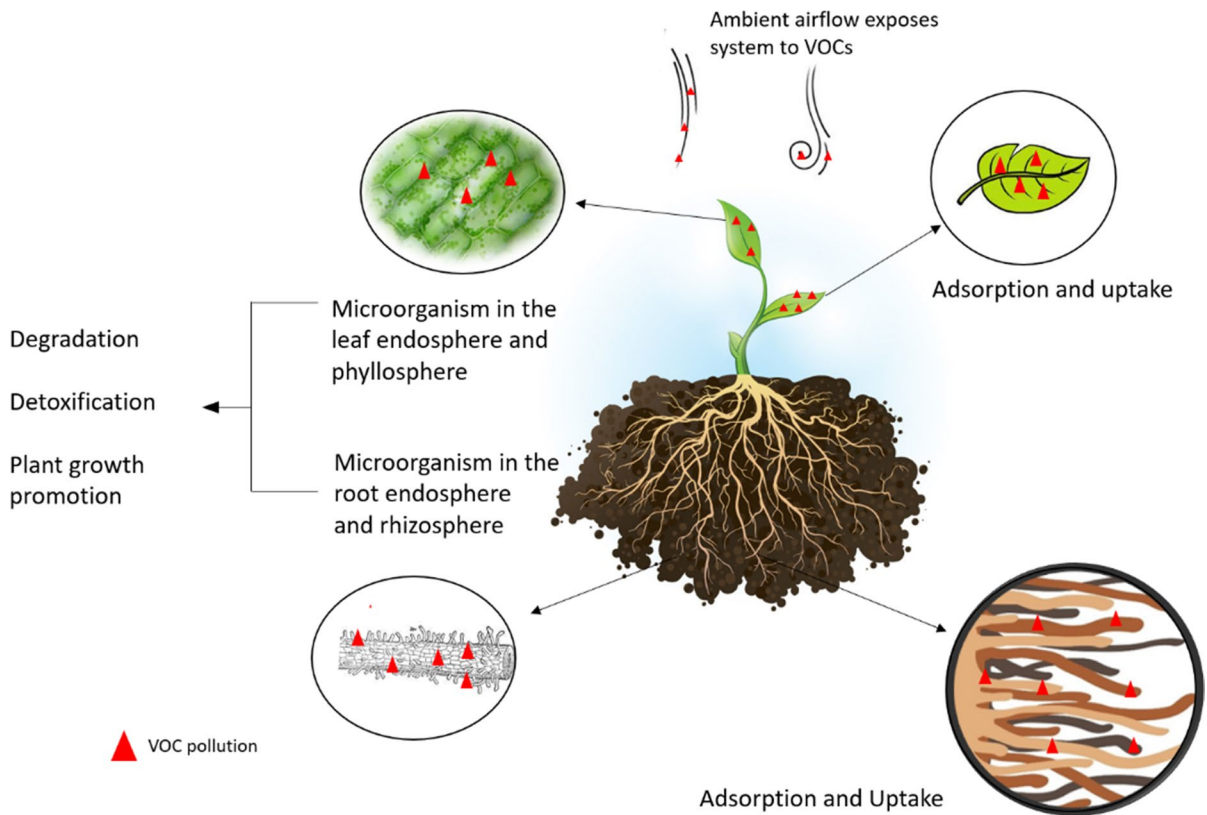 Ambient airflow exposes
system to VOCs
Adsorption and uptake
Microorganism in the
leaf endosphere and
phyllosphere
Degradation
Detoxification
Plant growth
promotion
Microorganism in the
root endosphere
and rhizosphere
VOC pollution
Adsorption and Uptake